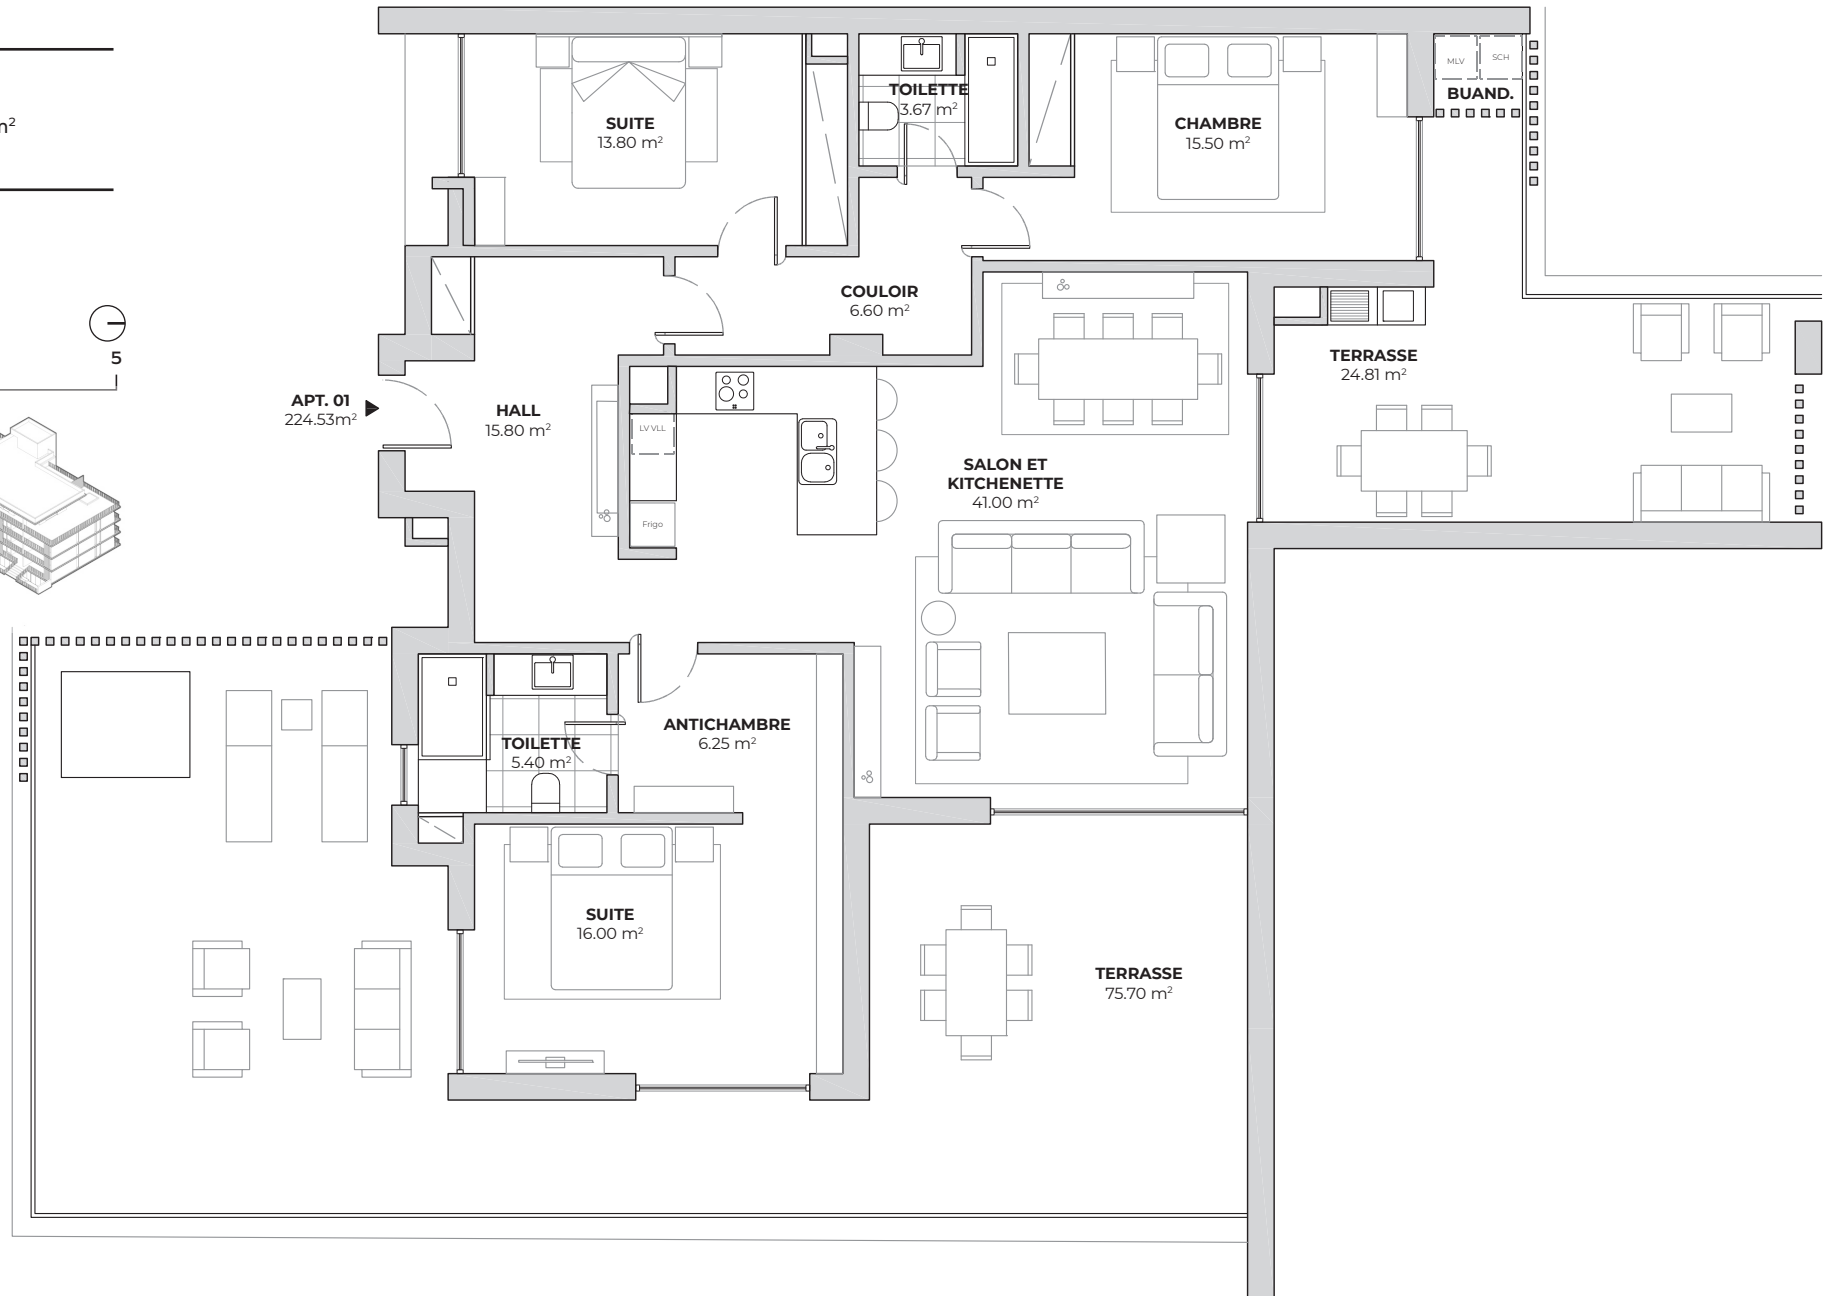 m²
5
APT. 01
224.53m²
SUITE
13.80 m²
TOILETTE
3.67 m²
CHAMBRE
15.50 m²
MLV
SCH
BUAND.
COULOIR
6.60 m²
HALL
15.80 m²
LV VLL
Frigo
SALON ET
KITCHENETTE
41.00 m²
TERRASSE
24.81 m²
TOILETTE
5.40 m²
ANTICHAMBRE
6.25 m²
SUITE
16.00 m²
TERRASSE
75.70 m²